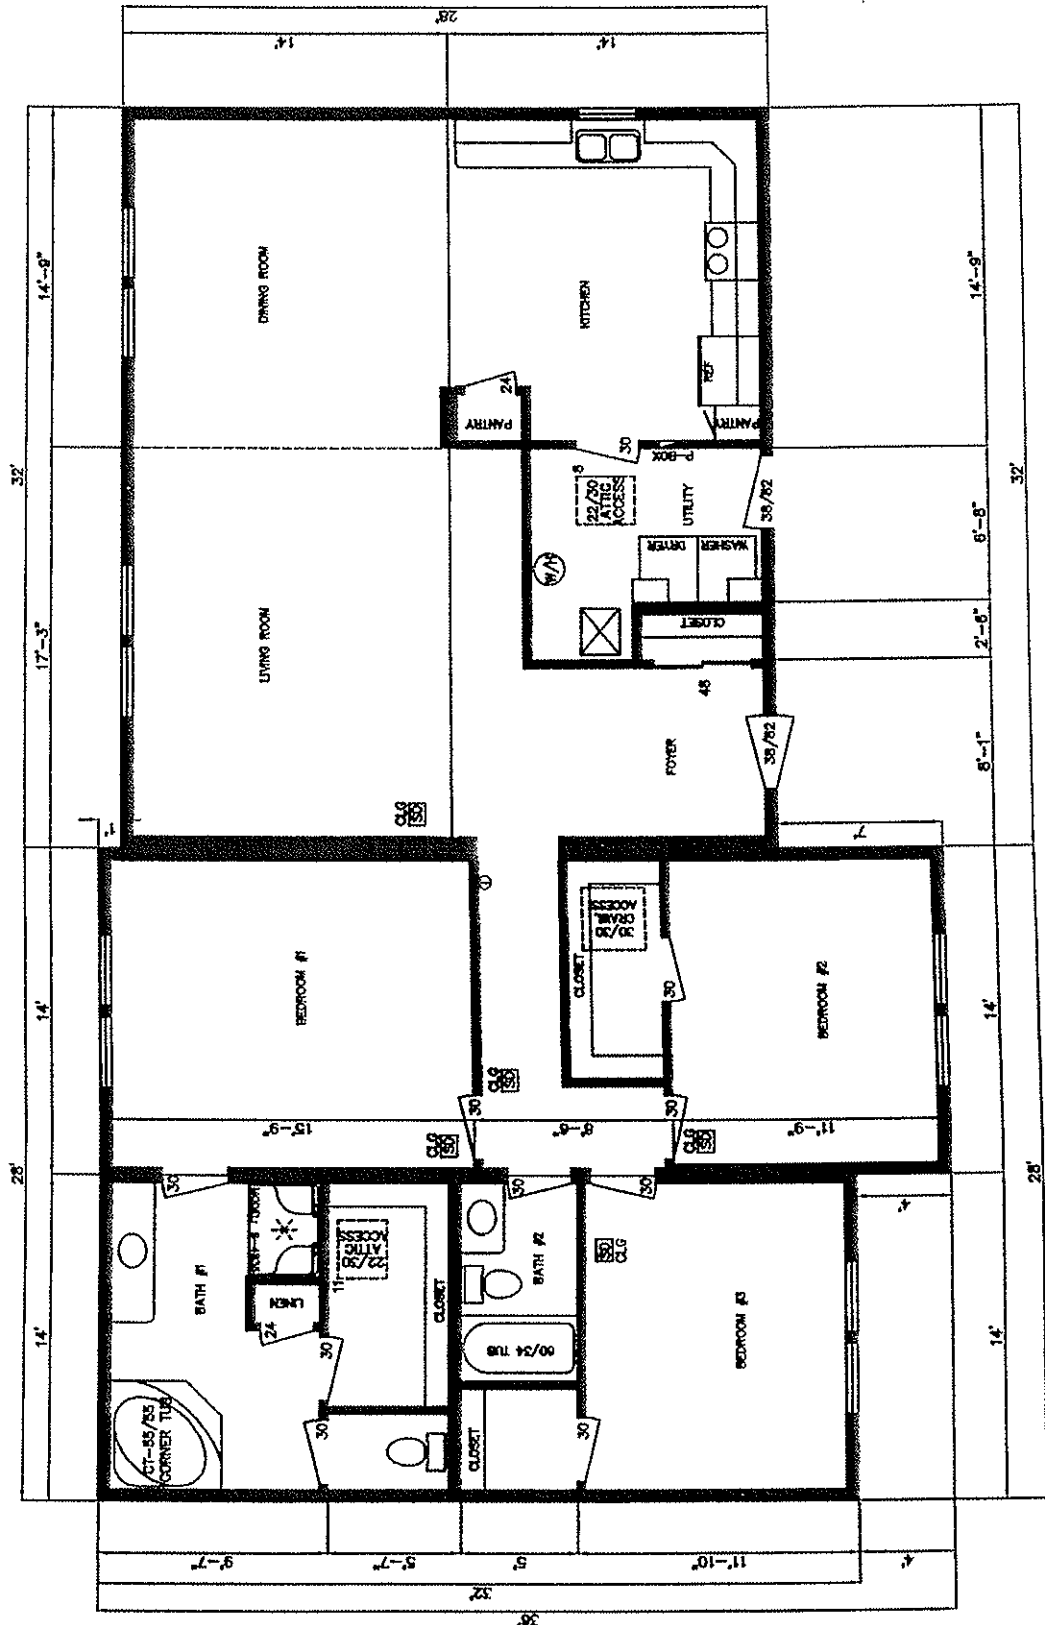 28'
14'
14'
32'
14'-9"
17'-3"
28'
14'
14'
DINING ROOM
KITCHEN
REF
PANTRY
PANTRY
24
30
P-BOX
8
22/30
ATTIC
ACCESS
UTILITY
38/82
DRYER
WASHER
W/H
CLOSET
48
LIVING ROOM
FOYER
38/82
CLG
SD
1'
7'
14'-9"
6'-8"
2'-6"
8'-1"
32'
BEDROOM #1
CLOSET
30/30
CRAWL
ACCESS
30
BEDROOM #2
CLG
SD
30
CLG
SD
30
CLG
SD
15'-9"
11'-9"
14'
4'
14'
28'
30
BATH #1
LINEN
24
30
11
22/30
ATTIC
ACCESS
CLOSET
30
CT-55/55
CORNER TUB
30
BATH #2
60/34 TUB
CLOSET
30
30
SD
CLG
BEDROOM #3
9'-7"
5'-7"
5'
11'-10"
4'
32'
36'